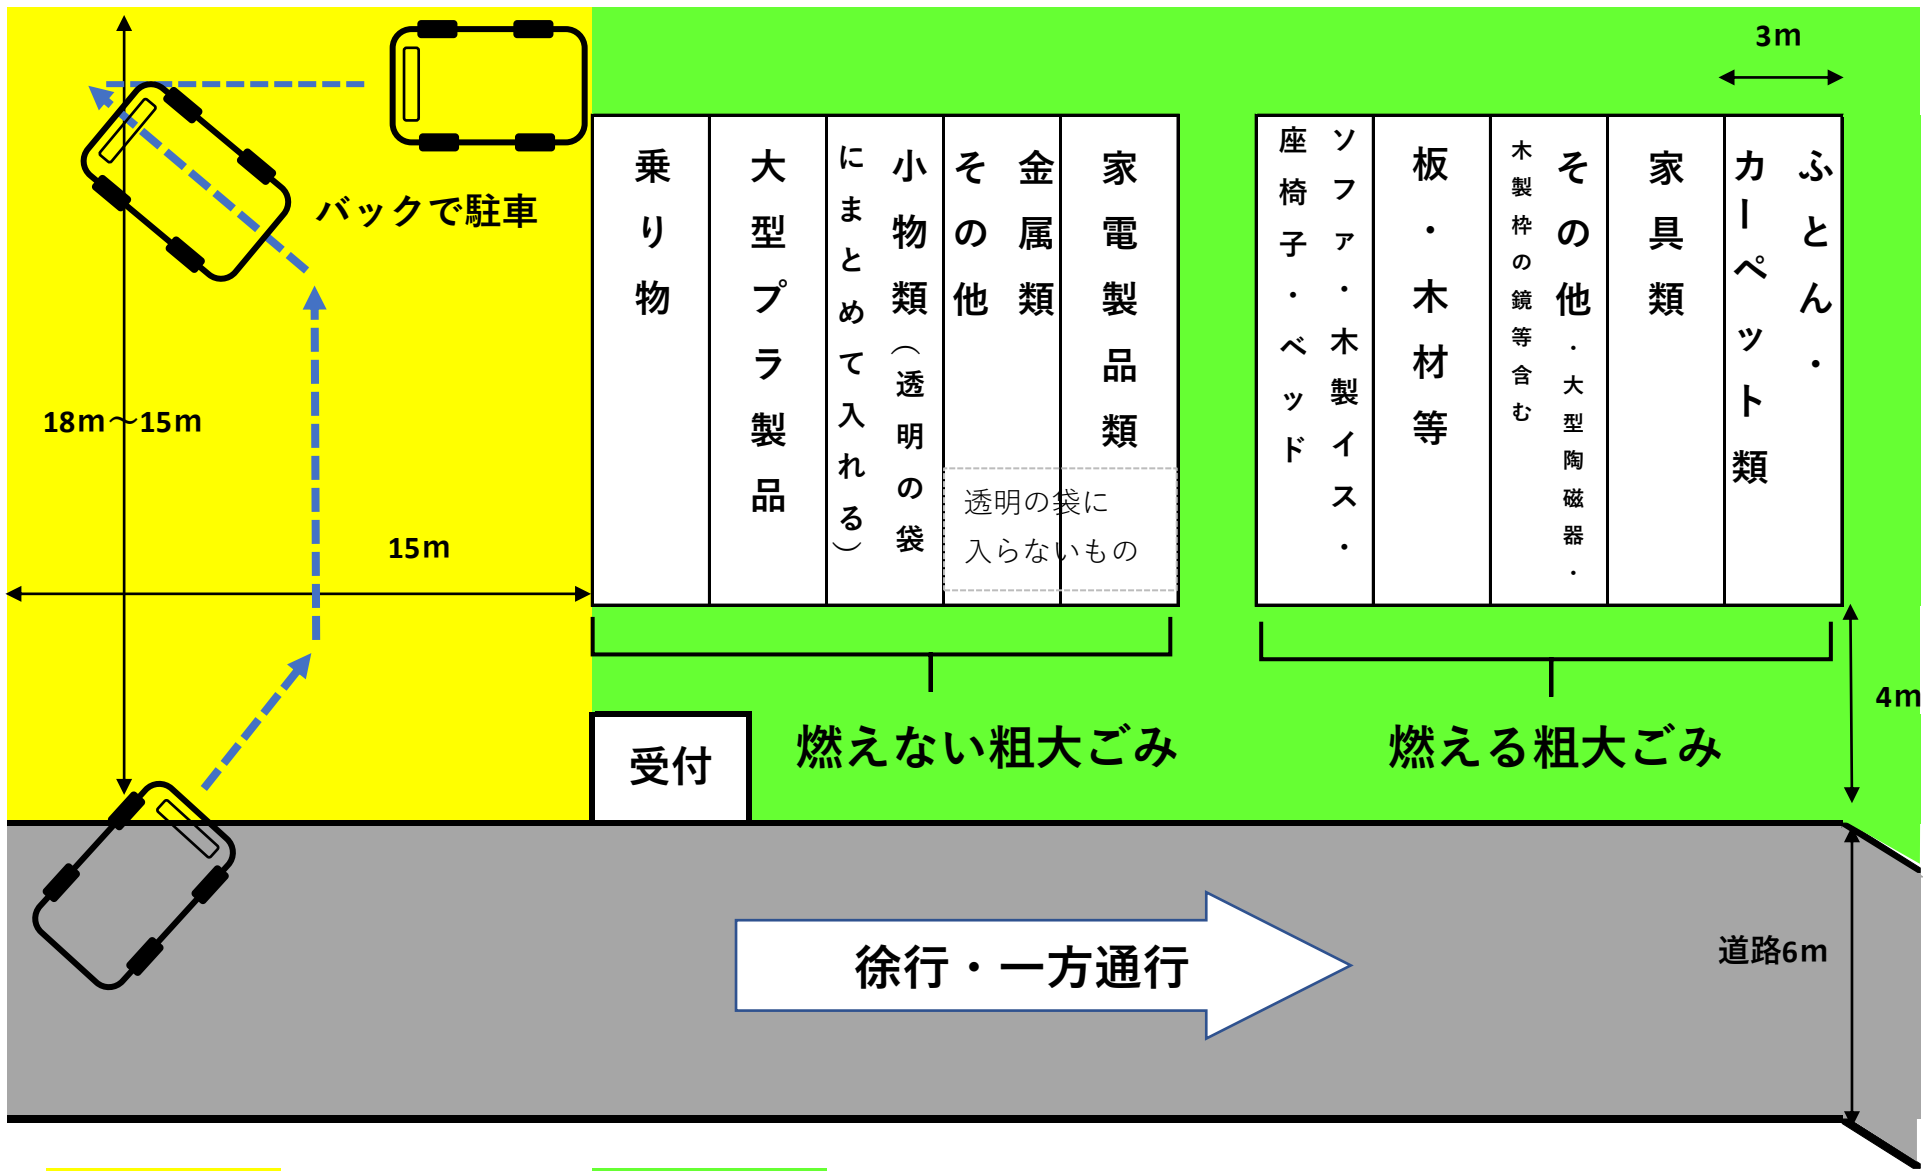 3m
バックで駐車
18m～15m
15m
乗り物
大型プラ製品
小物類（透明の袋
にまとめて入れる）
金属類
その他
家電製品類
透明の袋に
入らないもの
ソファ・木製イス・
座椅子・ベッド
板・木材等
その他・大型陶磁器・
木製枠の鏡等含む
家具類
ふとん・
カーペット類
4m
燃えない粗大ごみ
燃える粗大ごみ
受付
徐行・一方通行
道路6m